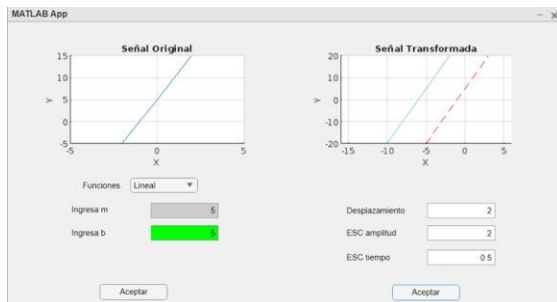 MATLAB App
Señal Original
15
10
5
0
-5
-5
0
5
Y
X
Señal Transformada
20
10
0
-10
-20
-15
-10
-5
0
5
Y
X
Funciones
Lineal
Ingresa m
5
Ingresa b
5
Aceptar
Desplazamiento
2
ESC amplitud
2
ESC tiempo
0.5
Aceptar